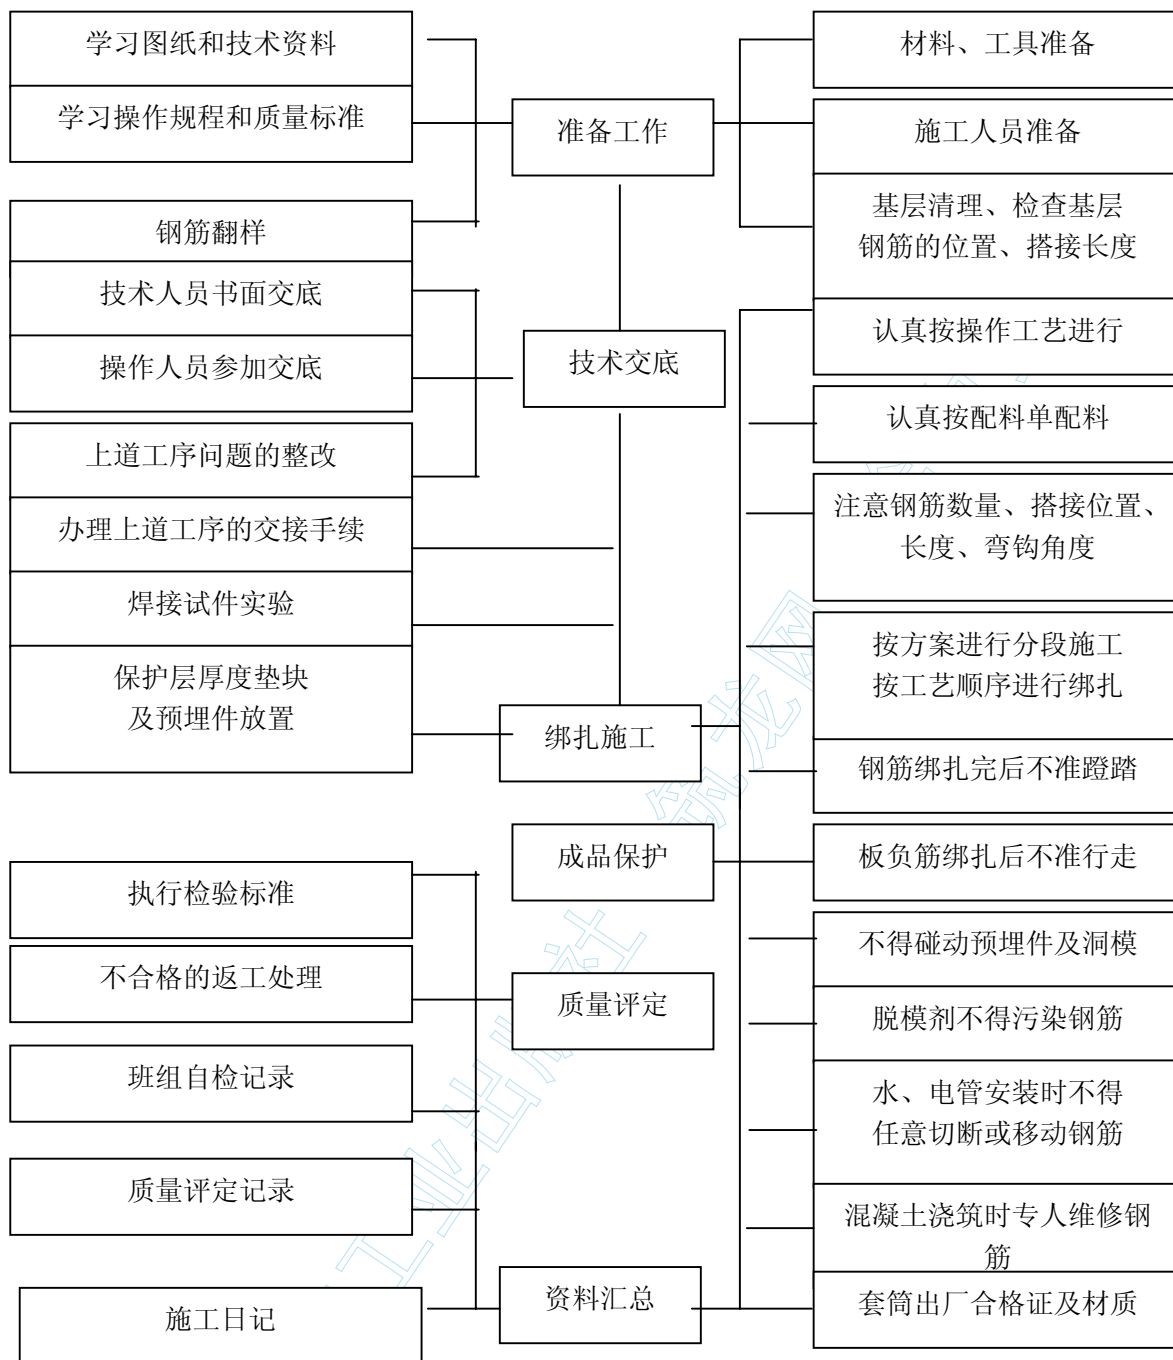 学习图纸和技术资料
学习操作规程和质量标准
钢筋翻样
技术人员书面交底
操作人员参加交底
上道工序问题的整改
办理上道工序的交接手续
焊接试件实验
保护层厚度垫块
及预埋件放置
执行检验标准
不合格的返工处理
班组自检记录
质量评定记录
施工日记
准备工作
技术交底
绑扎施工
成品保护
质量评定
资料汇总
材料、工具准备
施工人员准备
基层清理、检查基层
钢筋的位置、搭接长度
认真按操作工艺进行
认真按配料单配料
注意钢筋数量、搭接位置、
长度、弯钩角度
按方案进行分段施工
按工艺顺序进行绑扎
钢筋绑扎完后不准蹬踏
板负筋绑扎后不准行走
不得碰动预埋件及洞模
脱模剂不得污染钢筋
水、电管安装时不得
任意切断或移动钢筋
混凝土浇筑时专人维修钢
筋
套筒出厂合格证及材质
工业出版社
筑龙网